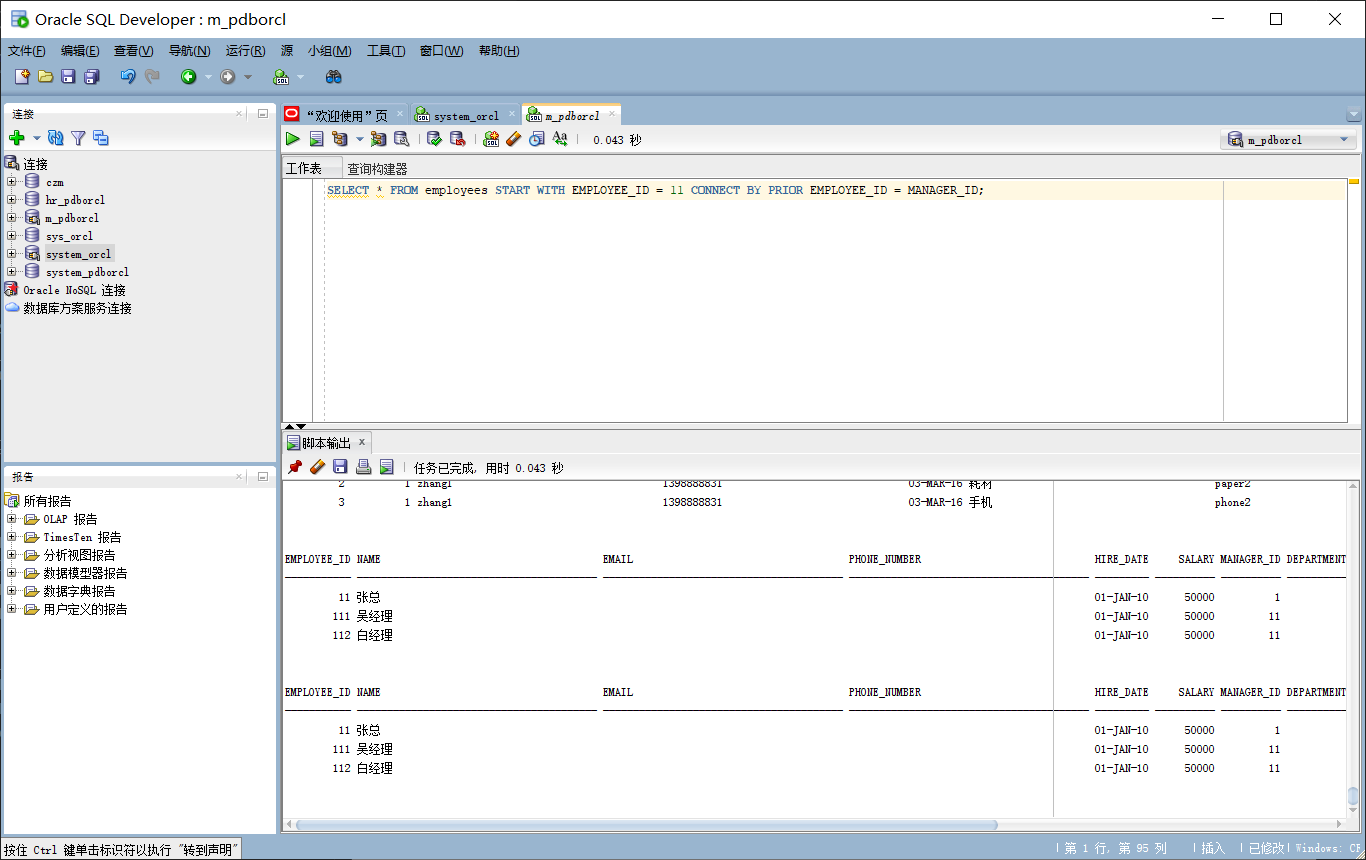 Oracle SQL Developer : m_pdborcl
文件(F) 编辑(E) 查看(V) 导航(N) 运行(R) 源 小组(M) 工具(T) 窗口(W) 帮助(H)
连接
连接
czm
hr_pdborcl
m_pdborcl
sys_orcl
system_orcl
system_pdborcl
Oracle NoSQL 连接
数据库方案服务连接
报告
所有报告
OLAP 报告
TimesTen 报告
分析视图报告
数据模型器报告
数据字典报告
用户定义的报告
“欢迎使用”页 system_orcl m_pdborcl
0.043 秒 m_pdborcl
工作表 查询构建器
SELECT * FROM employees START WITH EMPLOYEE_ID = 11 CONNECT BY PRIOR EMPLOYEE_ID = MANAGER_ID;
脚本输出
任务已完成, 用时 0.043 秒
2 1 zhang1 1398888831 03-MAR-16 耗材 paper2
3 1 zhang1 1398888831 03-MAR-16 手机 phone2
EMPLOYEE_ID NAME EMAIL PHONE_NUMBER HIRE_DATE SALARY MANAGER_ID DEPARTMENT
11 张总 01-JAN-10 50000 1
111 吴经理 01-JAN-10 50000 11
112 白经理 01-JAN-10 50000 11
EMPLOYEE_ID NAME EMAIL PHONE_NUMBER HIRE_DATE SALARY MANAGER_ID DEPARTMENT
11 张总 01-JAN-10 50000 1
111 吴经理 01-JAN-10 50000 11
112 白经理 01-JAN-10 50000 11
按住 Ctrl 键单击标识符以执行 "转到声明"
第 1 行, 第 95 列 插入 已修改 Windows: CR